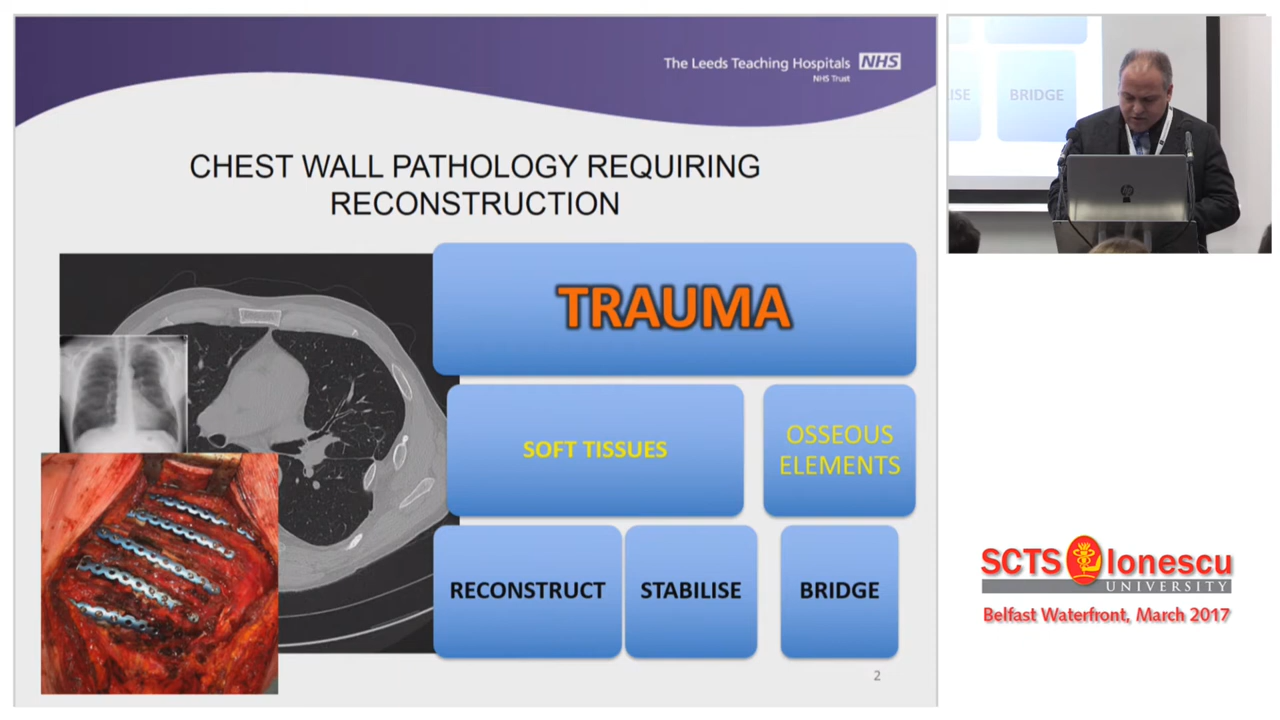 The Leeds Teaching Hospitals NHS
NHS Trust
CHEST WALL PATHOLOGY REQUIRING
RECONSTRUCTION
TRAUMA
SOFT TISSUES
OSSEOUS
ELEMENTS
RECONSTRUCT
STABILISE
BRIDGE
2
ISE
BRIDGE
hp
SCTS Ionescu
UNIVERSITY
Belfast Waterfront, March 2017